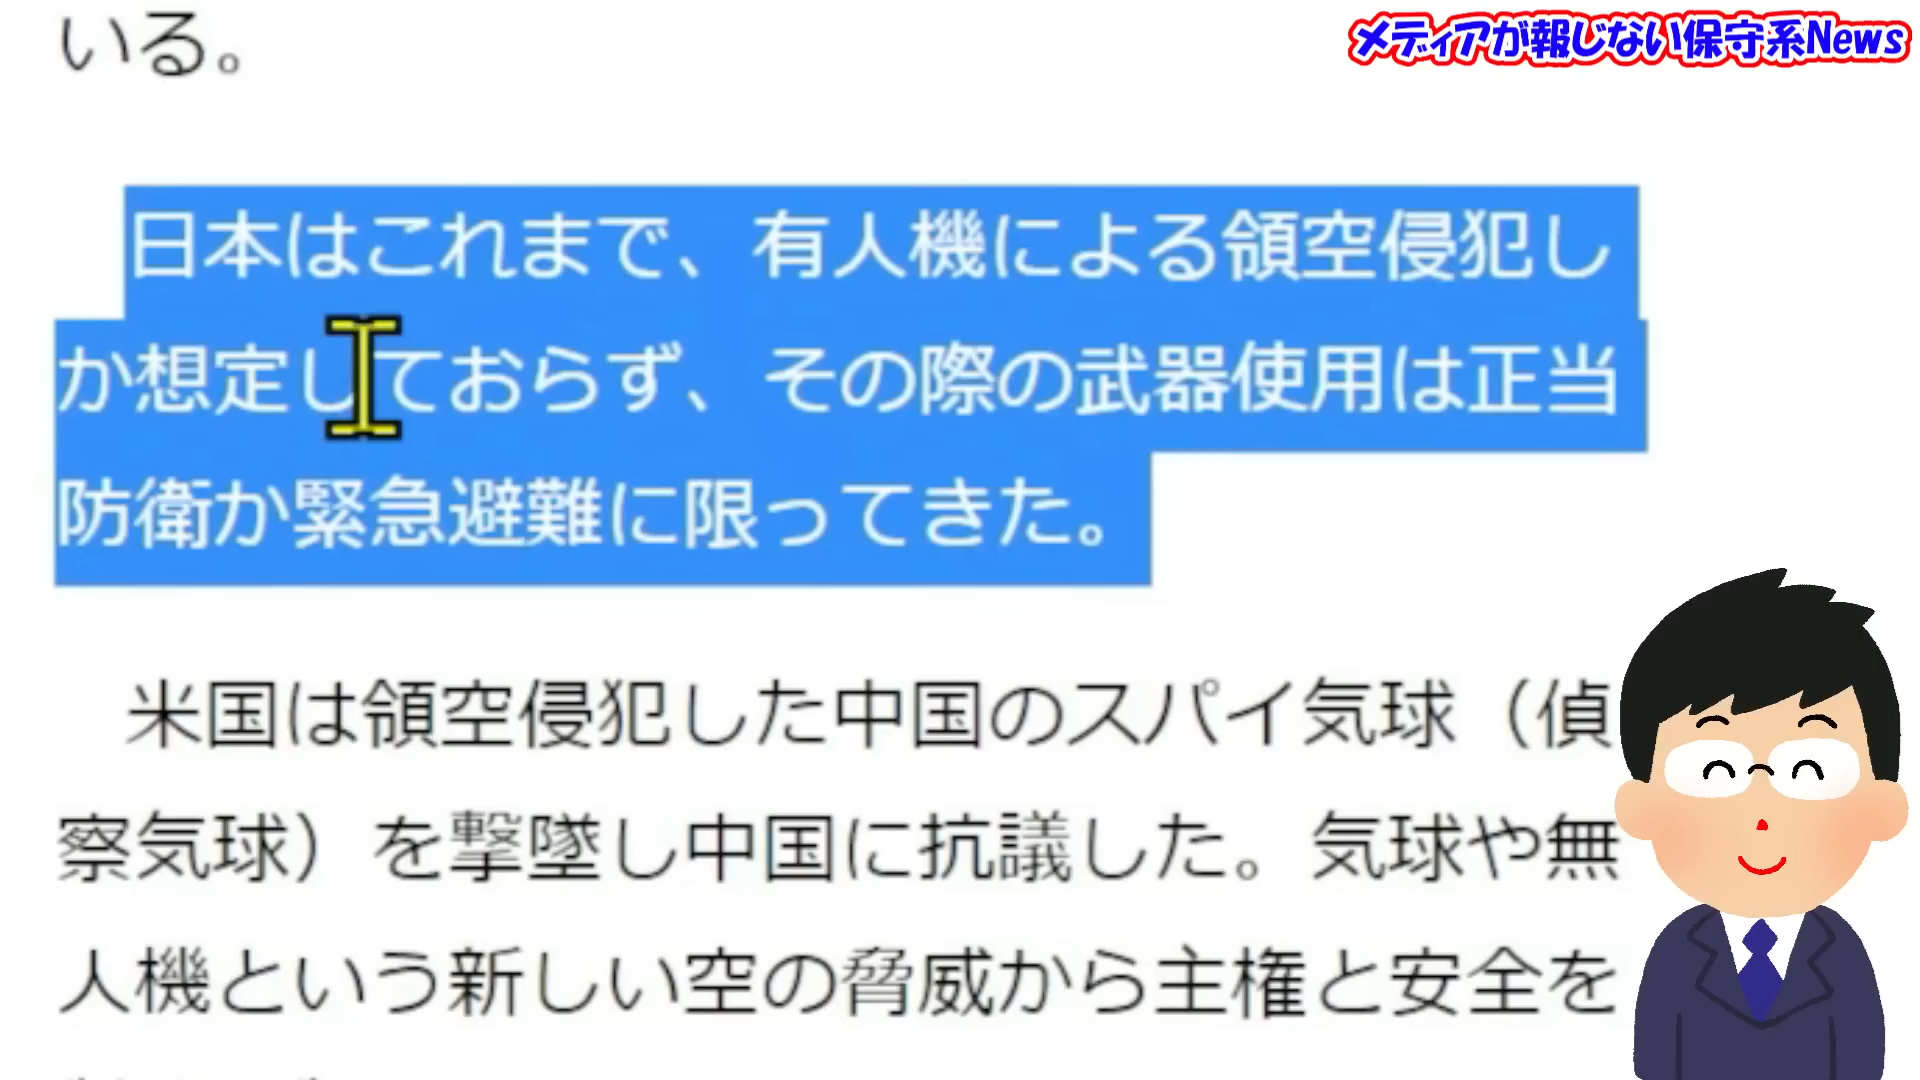 いる。
メディアが報じない保守系News
日本はこれまで、有人機による領空侵犯し
か想定しておらず、その際の武器使用は正当
防衛か緊急避難に限ってきた。
米国は領空侵犯した中国のスパイ気球（偵
察気球）を撃墜し中国に抗議した。気球や無
人機という新しい空の脅威から主権と安全を